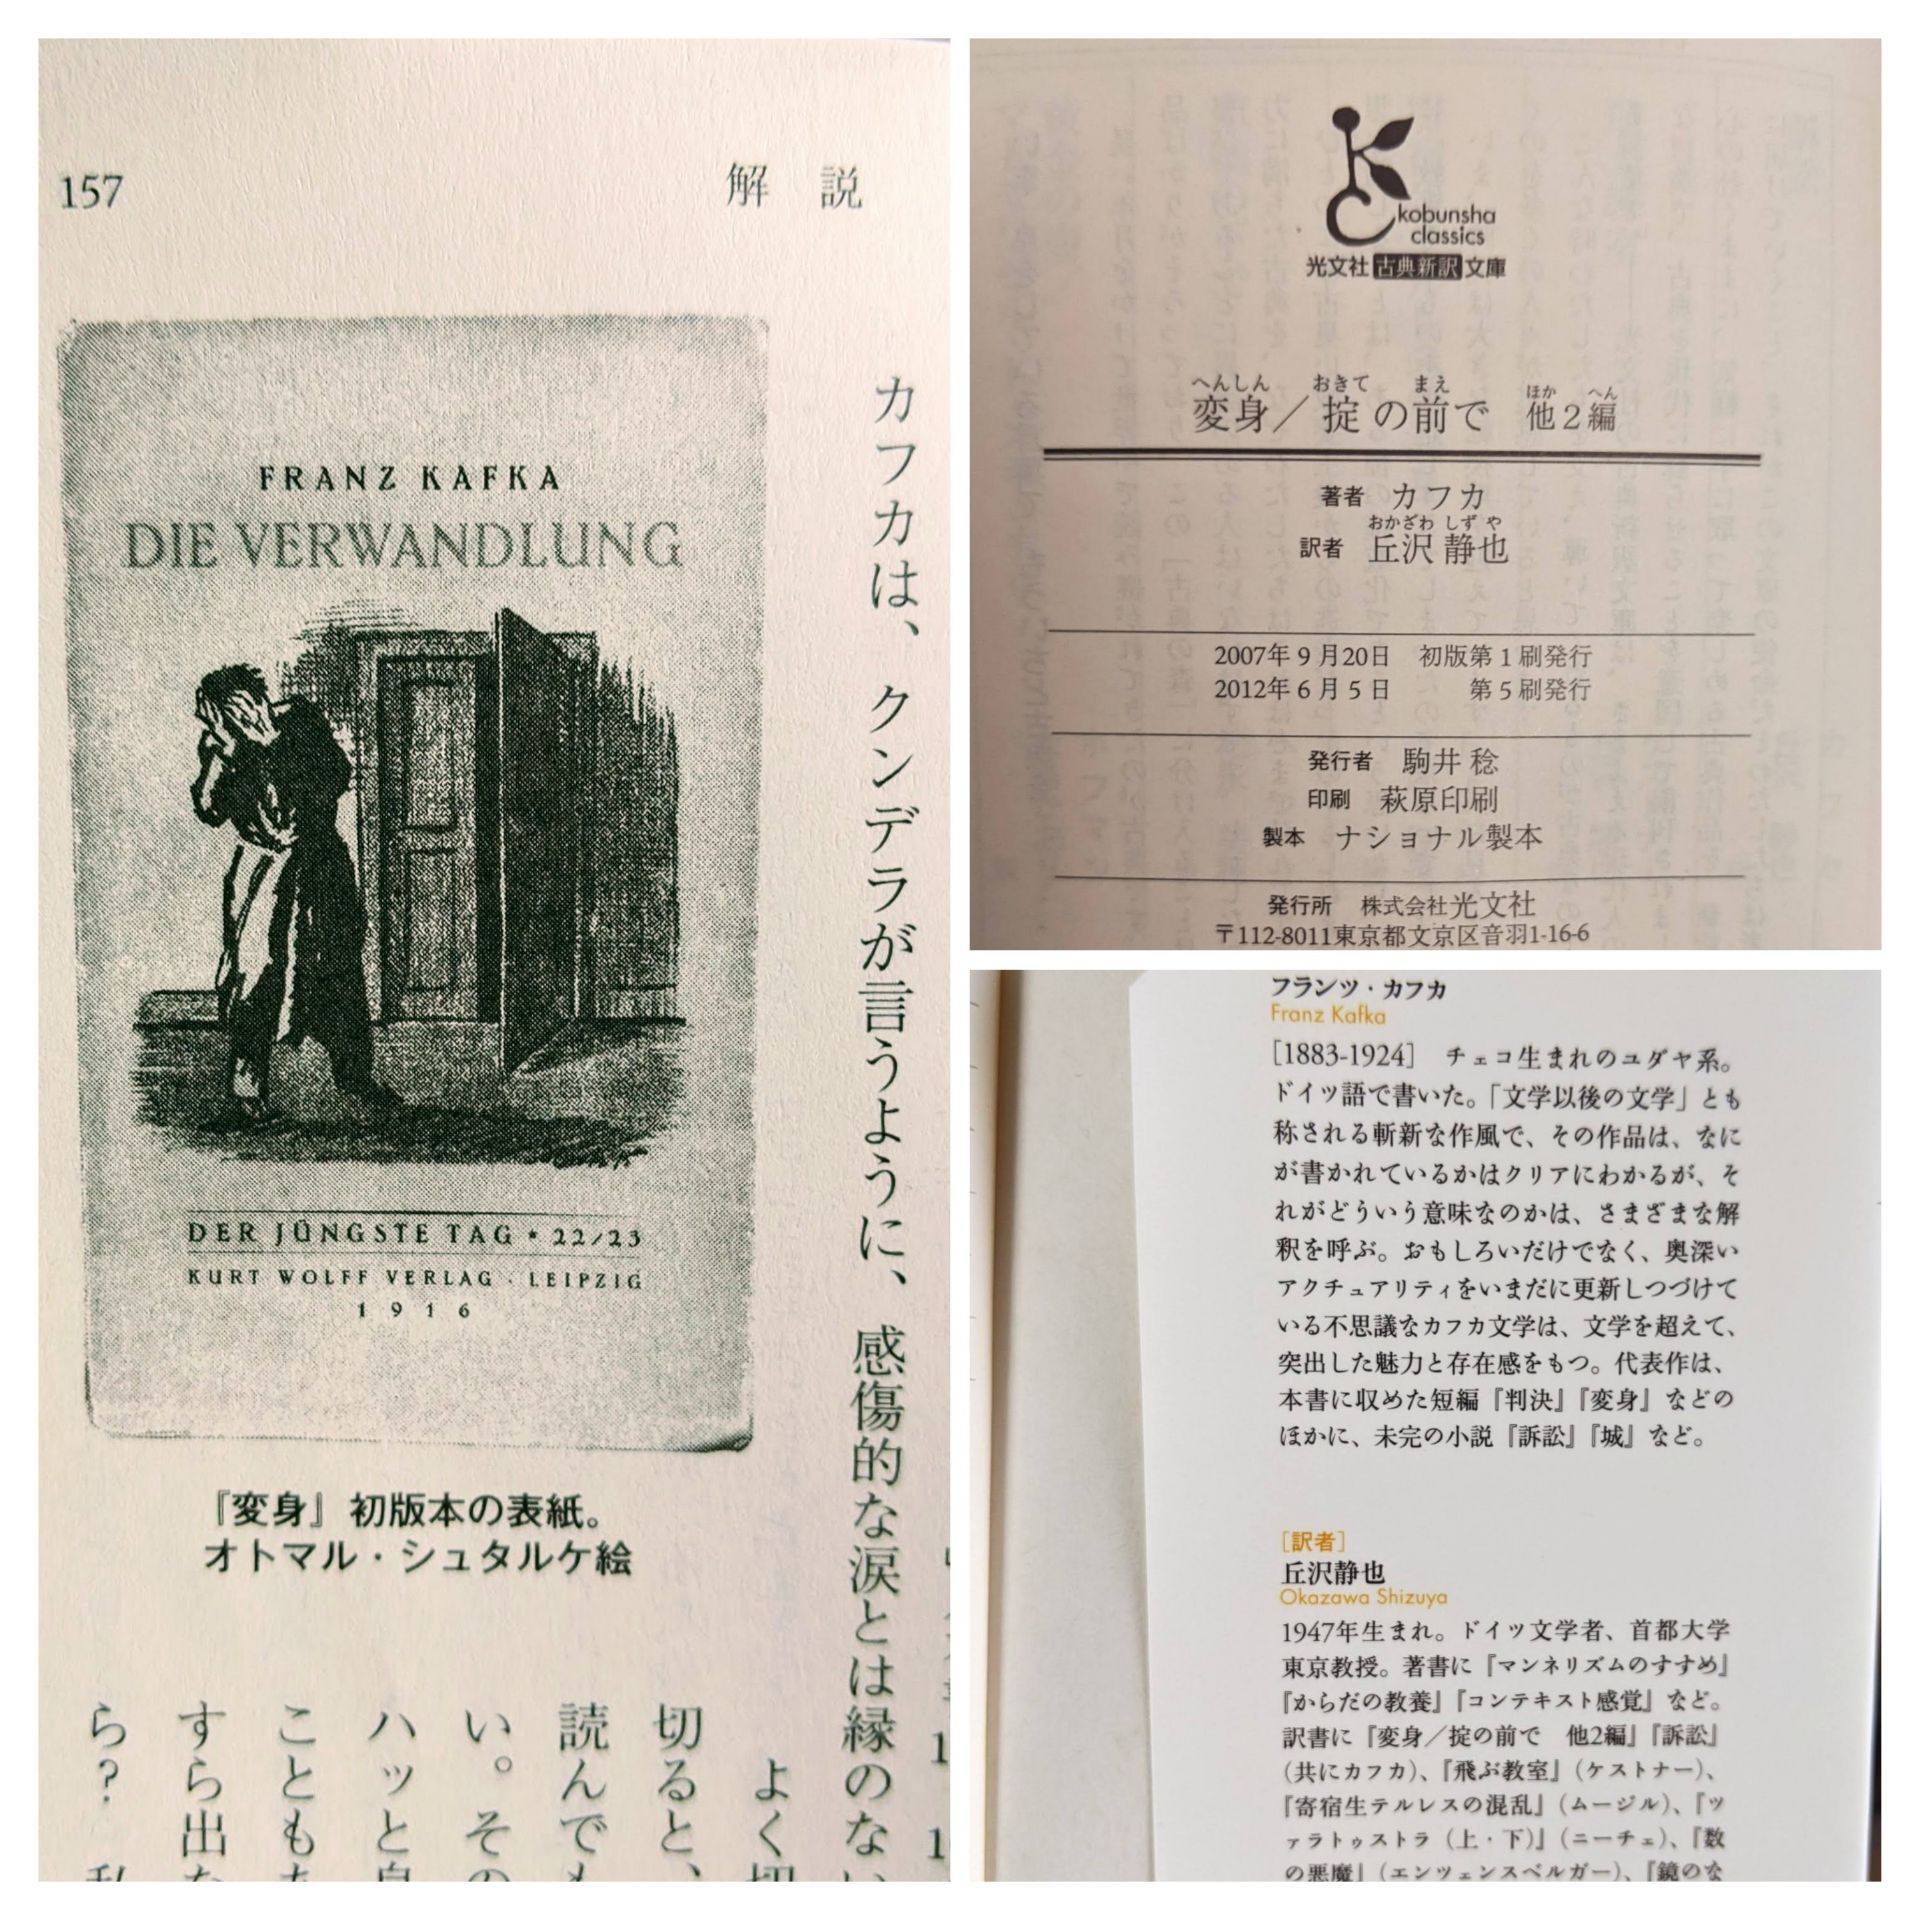 157
解　説
FRANZ KAFKA
DIE VERWANDLUNG
DER JÜNGSTE TAG * 22/23
KURT WOLFF VERLAG · LEIPZIG
1916
『変身』初版本の表紙。
オトマル・シュタルケ絵
カフカは、クンデラが言うように、感傷的な涙とは縁のない
よく切
切ると、
読んでも
い。その
ハッと自
こともあ
すら出な
ら？　私
kobunsha
classics
光文社古典新訳文庫
へんしん　おきて　まえ　ほか　へん
変身／掟の前で　他2編
著者　カフカ
おかざわ しず や
訳者　丘沢 静也
2007年9月20日　初版第1刷発行
2012年6月5日　第5刷発行
発行者　駒井 稔
印刷　萩原印刷
製本　ナショナル製本
発行所　株式会社光文社
〒112-8011東京都文京区音羽1-16-6
フランツ・カフカ
Franz Kafka
［1883-1924］　チェコ生まれのユダヤ系。
ドイツ語で書いた。「文学以後の文学」とも
称される斬新な作風で、その作品は、なに
が書かれているかはクリアにわかるが、そ
れがどういう意味なのかは、さまざまな解
釈を呼ぶ。おもしろいだけでなく、奥深い
アクチュアリティをいまだに更新しつづけて
いる不思議なカフカ文学は、文学を超えて、
突出した魅力と存在感をもつ。代表作は、
本書に収めた短編『判決』『変身』などの
ほかに、未完の小説『訴訟』『城』など。
［訳者］
丘沢静也
Okazawa Shizuya
1947年生まれ。ドイツ文学者、首都大学
東京教授。著書に『マンネリズムのすすめ』
『からだの教養』『コンテキスト感覚』など。
訳書に『変身／掟の前で　他2編』『訴訟』
（共にカフカ）、『飛ぶ教室』（ケストナー）、
『寄宿生テルレスの混乱』（ムージル）、『ツ
ァラトゥストラ（上・下）』（ニーチェ）、『数
の悪魔』（エンツェンスベルガー）、『鏡のな